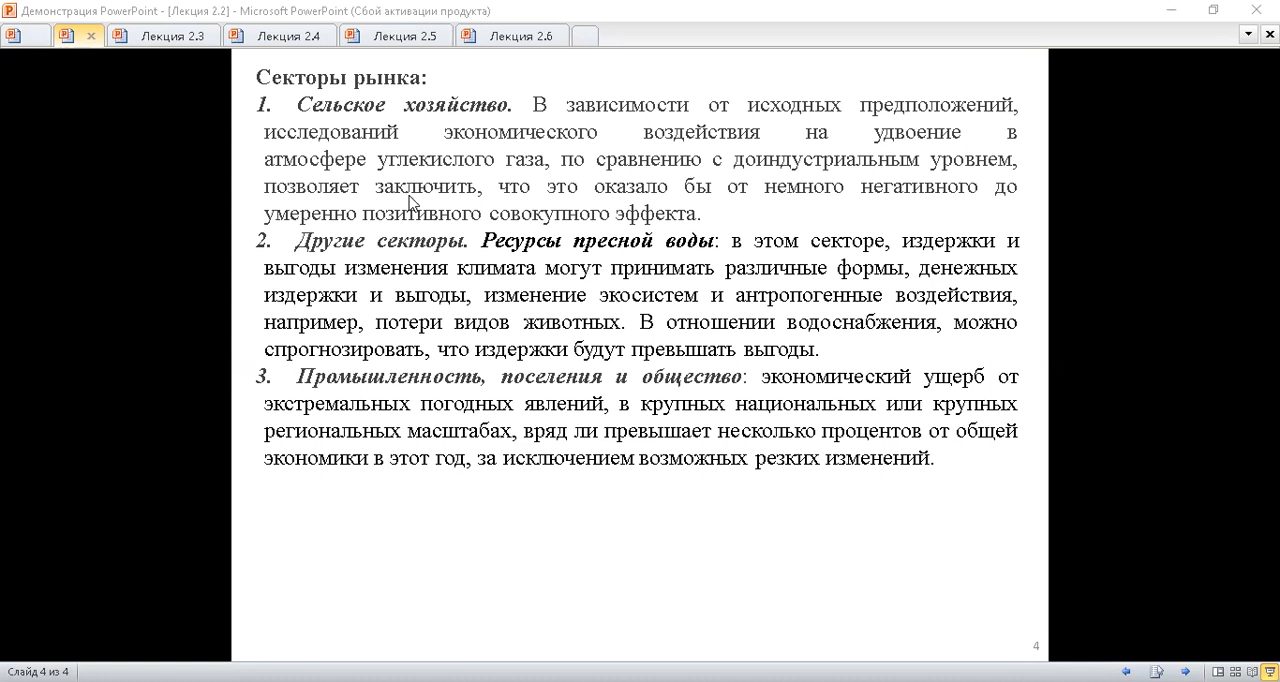 Демонстрация PowerPoint - [Лекция 2.2] - Microsoft PowerPoint (Сбой активации продукта)
Лекция 2.3 Лекция 2.4 Лекция 2.5 Лекция 2.6
Секторы рынка:
1. Сельское хозяйство. В зависимости от исходных предположений,
исследований экономического воздействия на удвоение в
атмосфере углекислого газа, по сравнению с доиндустриальным уровнем,
позволяет заключить, что это оказало бы от немного негативного до
умеренно позитивного совокупного эффекта.
2. Другие секторы. Ресурсы пресной воды: в этом секторе, издержки и
выгоды изменения климата могут принимать различные формы, денежных
издержки и выгоды, изменение экосистем и антропогенные воздействия,
например, потери видов животных. В отношении водоснабжения, можно
спрогнозировать, что издержки будут превышать выгоды.
3. Промышленность, поселения и общество: экономический ущерб от
экстремальных погодных явлений, в крупных национальных или крупных
региональных масштабах, вряд ли превышает несколько процентов от общей
экономики в этот год, за исключением возможных резких изменений.
4
Слайд 4 из 4